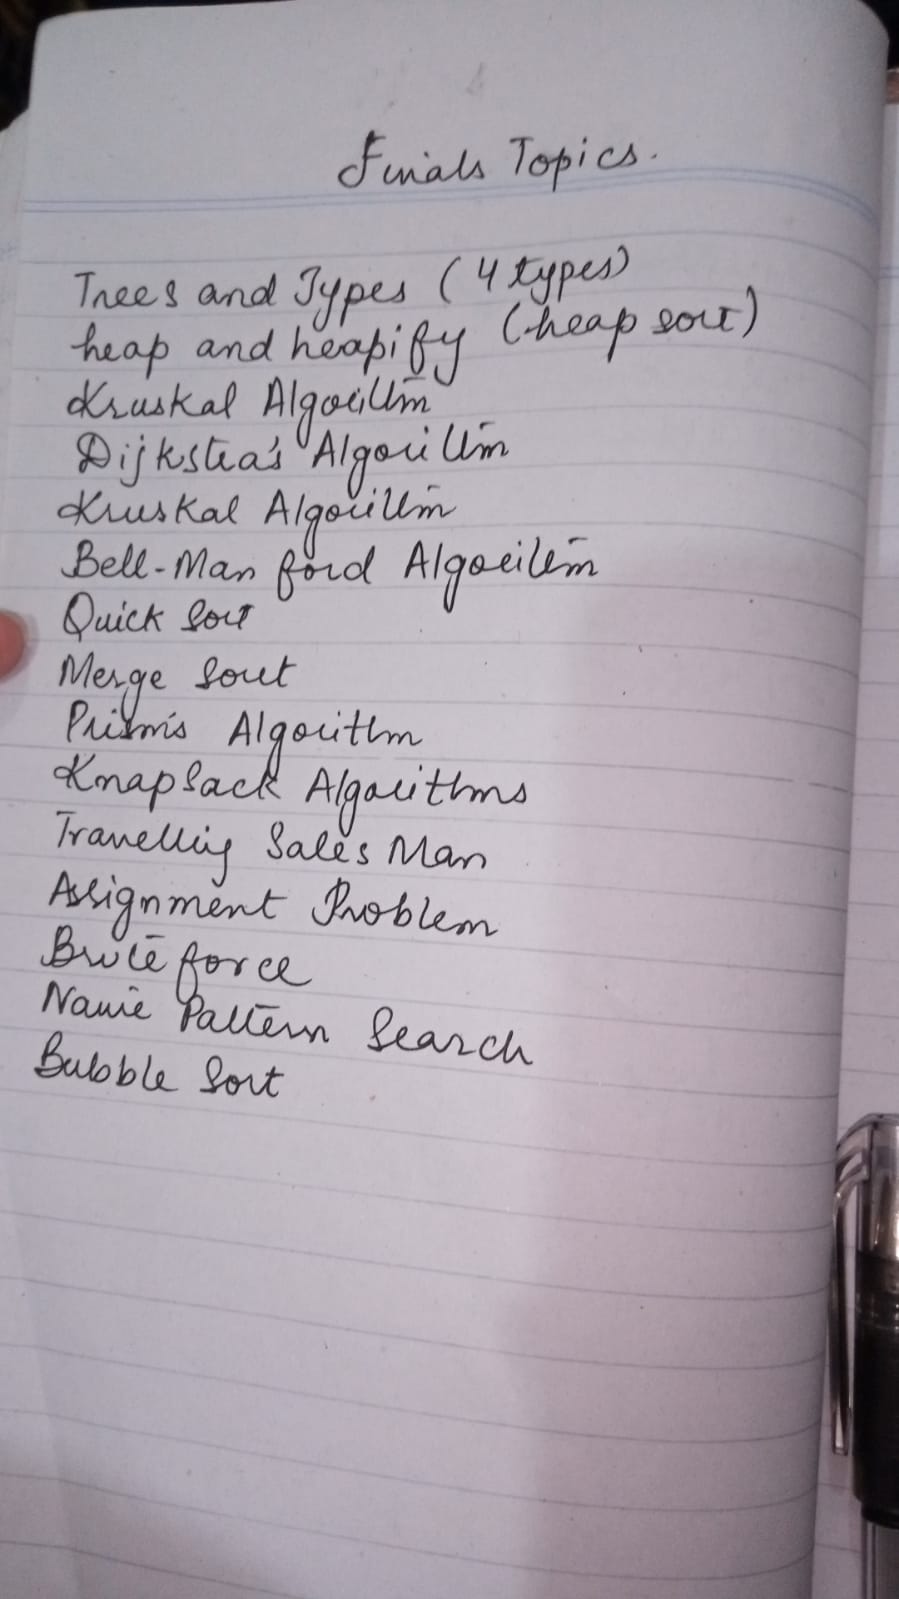 Finals Topics.
Trees and Types (4 types)
heap and heapify (heap sort)
Kruskal Algorithm
Dijkstra's Algorithm
Kruskal Algorithm
Bell-Man ford Algorithm
Quick Sort
Merge Sort
Prism's Algorithm
KnapSack Algorithms
Travelling Sales Man
Assignment Problem
Brute force
Navie Pattern Search
Bubble Sort